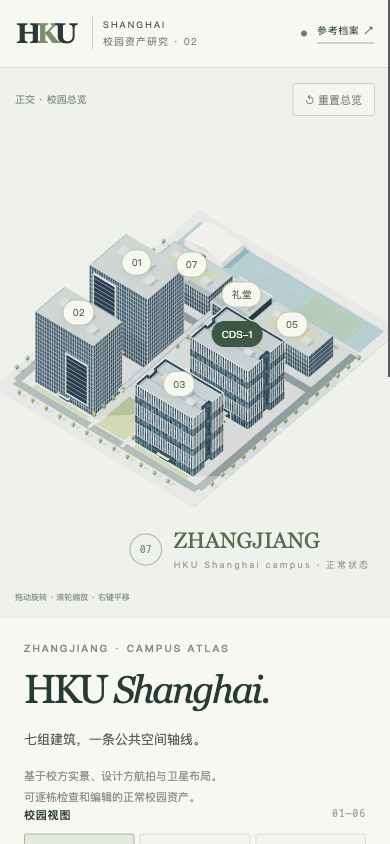 HKU
SHANGHAI
校园资产研究 · 02
参考档案 ↗
正交 · 校园总览
↺ 重置总览
01
07
02
礼堂
05
CDS–1
03
07
ZHANGJIANG
HKU Shanghai campus · 正常状态
拖动旋转 · 滚轮缩放 · 右键平移
ZHANGJIANG · CAMPUS ATLAS
HKU Shanghai.
七组建筑，一条公共空间轴线。
基于校方实景、设计方航拍与卫星布局。
可逐栋检查和编辑的正常校园资产。
校园视图
01—06